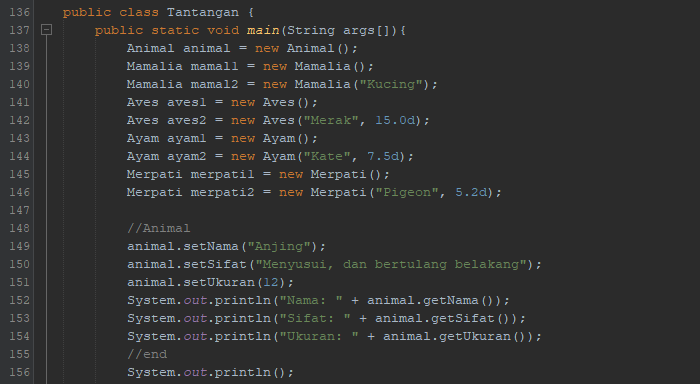 136 public class Tantangan {
137 public static void main(String args[]){
138 Animal animal = new Animal();
139 Mamalia mamal1 = new Mamalia();
140 Mamalia mamal2 = new Mamalia("Kucing");
141 Aves aves1 = new Aves();
142 Aves aves2 = new Aves("Merak", 15.0d);
143 Ayam ayam1 = new Ayam();
144 Ayam ayam2 = new Ayam("Kate", 7.5d);
145 Merpati merpati1 = new Merpati();
146 Merpati merpati2 = new Merpati("Pigeon", 5.2d);
147
148 //Animal
149 animal.setNama("Anjing");
150 animal.setSifat("Menyusui, dan bertulang belakang");
151 animal.setUkuran(12);
152 System.out.println("Nama: " + animal.getNama());
153 System.out.println("Sifat: " + animal.getSifat());
154 System.out.println("Ukuran: " + animal.getUkuran());
155 //end
156 System.out.println();